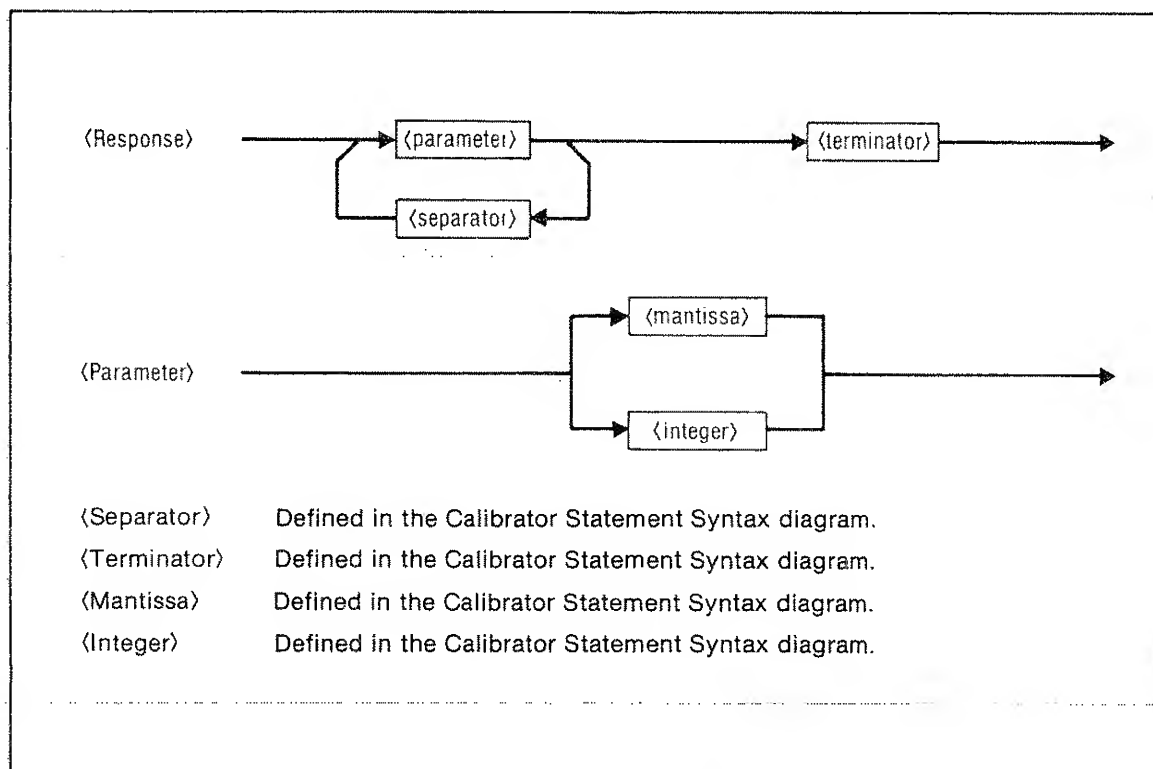 ⟨Response⟩ ⟨parameter⟩ ⟨terminator⟩
⟨separator⟩
⟨mantissa⟩
⟨Parameter⟩
⟨integer⟩
⟨Separator⟩ Defined in the Calibrator Statement Syntax diagram.
⟨Terminator⟩ Defined in the Calibrator Statement Syntax diagram.
⟨Mantissa⟩ Defined in the Calibrator Statement Syntax diagram.
⟨Integer⟩ Defined in the Calibrator Statement Syntax diagram.